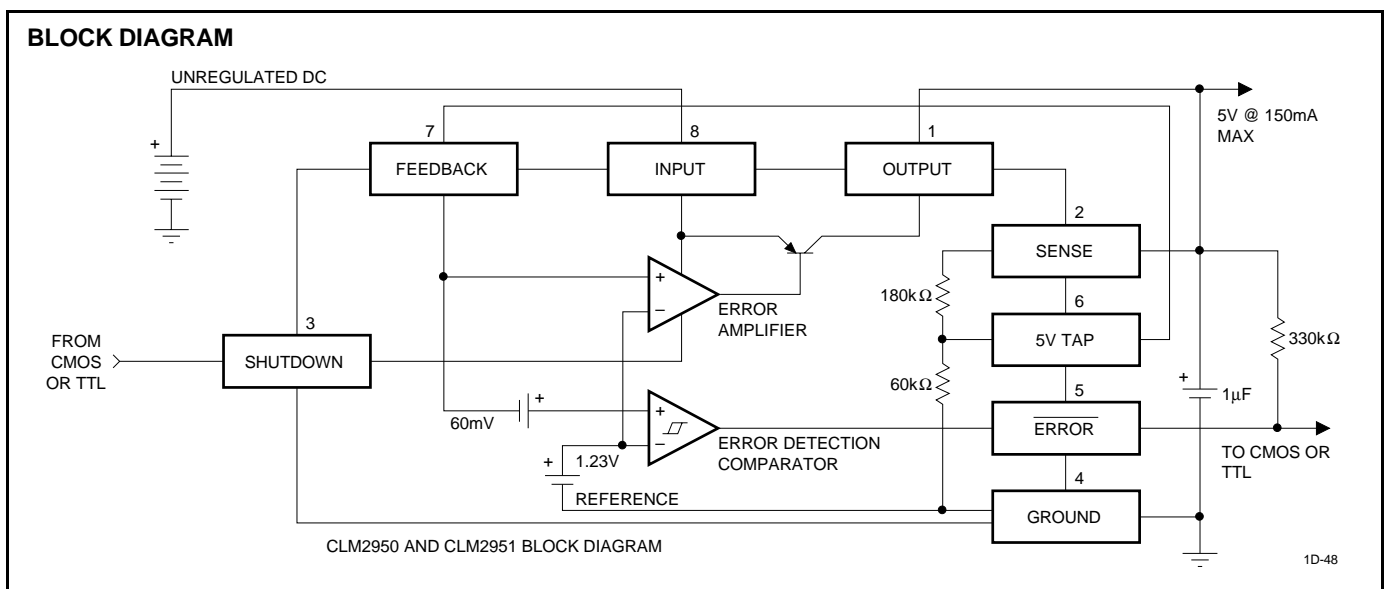 BLOCK DIAGRAM
UNREGULATED DC
+
7
8
1
5V @ 150mA
MAX
FEEDBACK
INPUT
OUTPUT
2
SENSE
+
−
ERROR
AMPLIFIER
180kΩ
6
5V TAP
330kΩ
3
FROM
CMOS
OR TTL
SHUTDOWN
60kΩ
5
+
1µF
60mV
+
+
−
ERROR DETECTION
COMPARATOR
ERROR
TO CMOS OR
TTL
+
1.23V
REFERENCE
4
GROUND
CLM2950 AND CLM2951 BLOCK DIAGRAM
1D-48